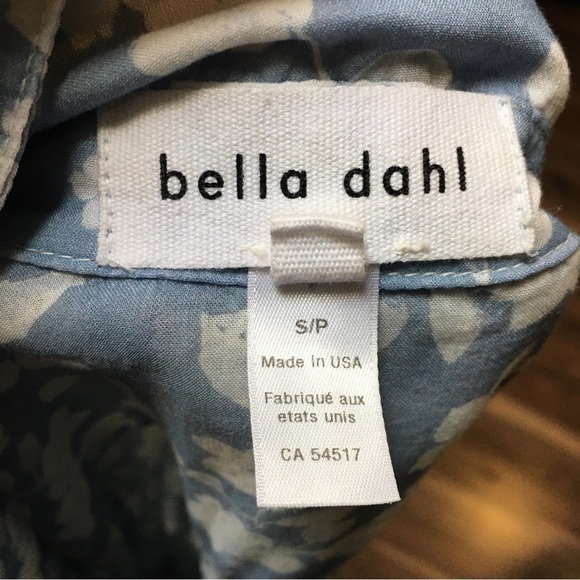 bella dahl
S/P
Made in USA
Fabriqué aux
etats unis
CA 54517